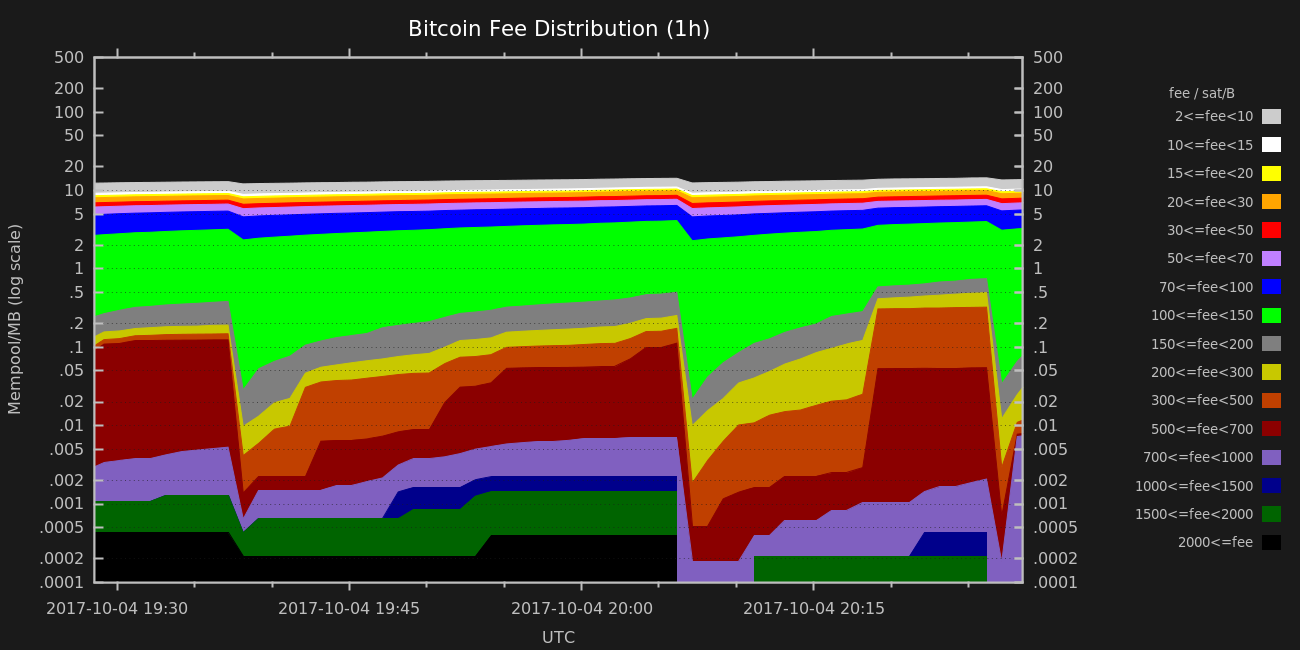 Bitcoin Fee Distribution (1h)
500 500
200 200
100 100
50 50
20 20
10 10
5 5
2 2
1 1
.5 .5
.2 .2
.1 .1
.05 .05
.02 .02
.01 .01
.005 .005
.002 .002
.001 .001
.0005 .0005
.0002 .0002
.0001 .0001
Mempool/MB (log scale)
2017-10-04 19:30 2017-10-04 19:45 2017-10-04 20:00 2017-10-04 20:15
UTC
fee / sat/B
2<=fee<10
10<=fee<15
15<=fee<20
20<=fee<30
30<=fee<50
50<=fee<70
70<=fee<100
100<=fee<150
150<=fee<200
200<=fee<300
300<=fee<500
500<=fee<700
700<=fee<1000
1000<=fee<1500
1500<=fee<2000
2000<=fee